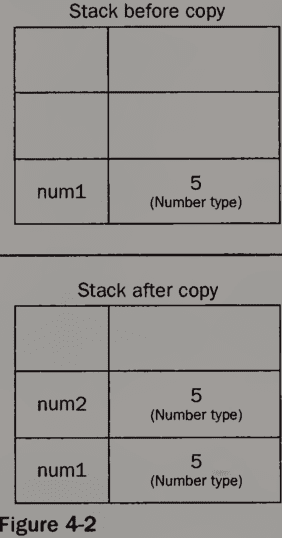 Stack before copy
num1 5
(Number type)
Stack after copy
num2 5
(Number type)
num1 5
(Number type)
Figure 4-2